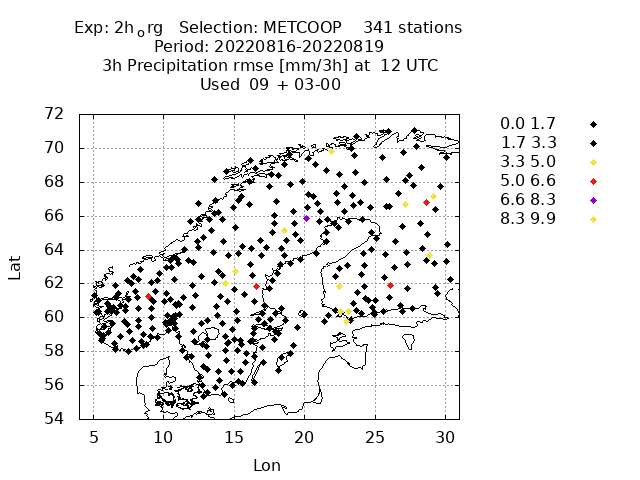 Exp: 2horg Selection: METCOOP 341 stations
Period: 20220816-20220819
3h Precipitation rmse [mm/3h] at 12 UTC
Used 09 + 03-00
0.0 1.7
1.7 3.3
3.3 5.0
5.0 6.6
6.6 8.3
8.3 9.9
72
70
68
66
64
62
60
58
56
54
Lat
5 10 15 20 25 30
Lon